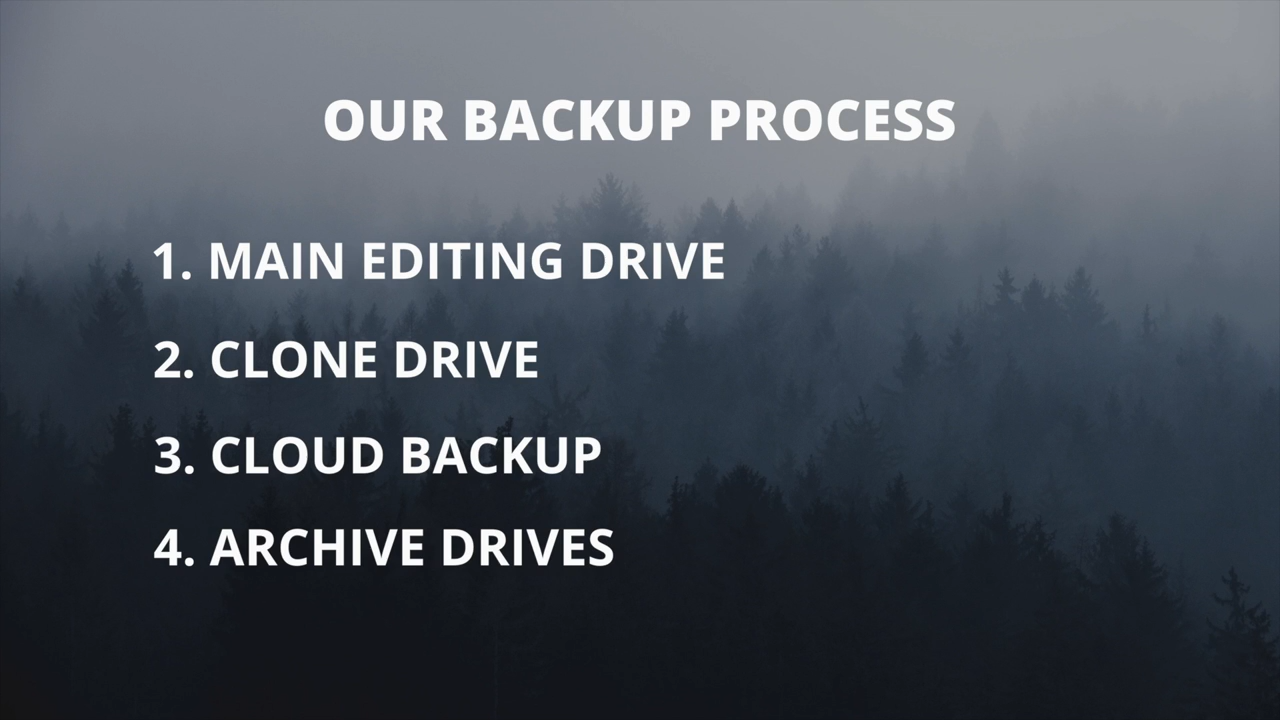 OUR BACKUP PROCESS
1. MAIN EDITING DRIVE
2. CLONE DRIVE
3. CLOUD BACKUP
4. ARCHIVE DRIVES